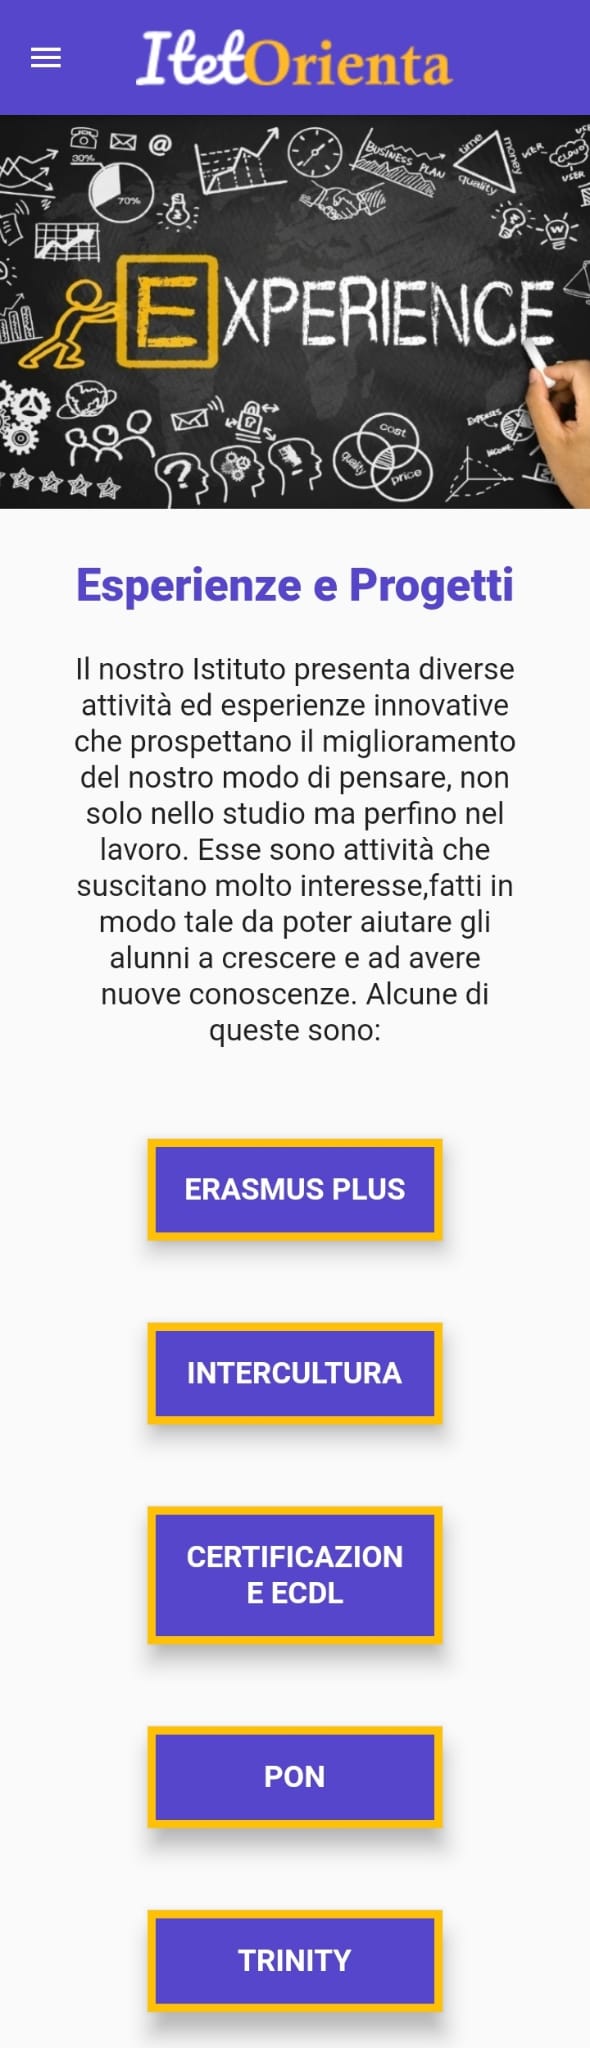 ItetOrienta
30%
70%
@
BUSINESS PLAN
time
money
quality
USER
CLOUD
USER
W
EXPERIENCE
?
cost
quality
price
EXPENSES
INCOME
Esperienze e Progetti
Il nostro Istituto presenta diverse
attività ed esperienze innovative
che prospettano il miglioramento
del nostro modo di pensare, non
solo nello studio ma perfino nel
lavoro. Esse sono attività che
suscitano molto interesse,fatti in
modo tale da poter aiutare gli
alunni a crescere e ad avere
nuove conoscenze. Alcune di
queste sono:
ERASMUS PLUS
INTERCULTURA
CERTIFICAZION
E ECDL
PON
TRINITY